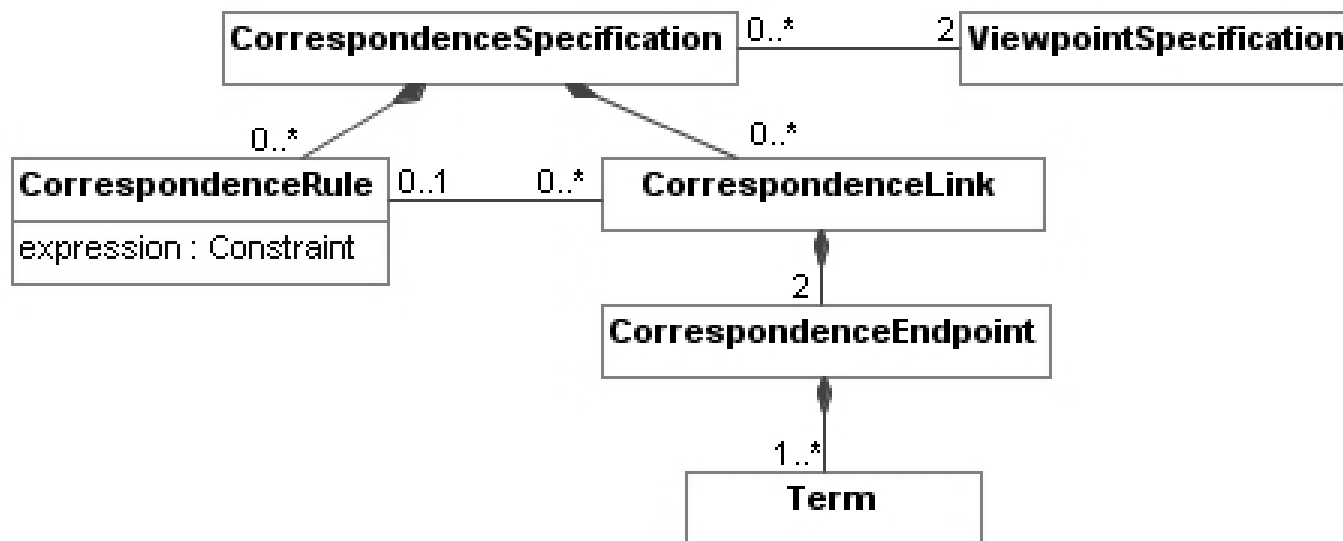 CorrespondenceSpecification 0..* 2 ViewpointSpecification
0..* 0..*
CorrespondenceRule 0..1 0..* CorrespondenceLink
expression : Constraint
2
CorrespondenceEndpoint
1..*
Term